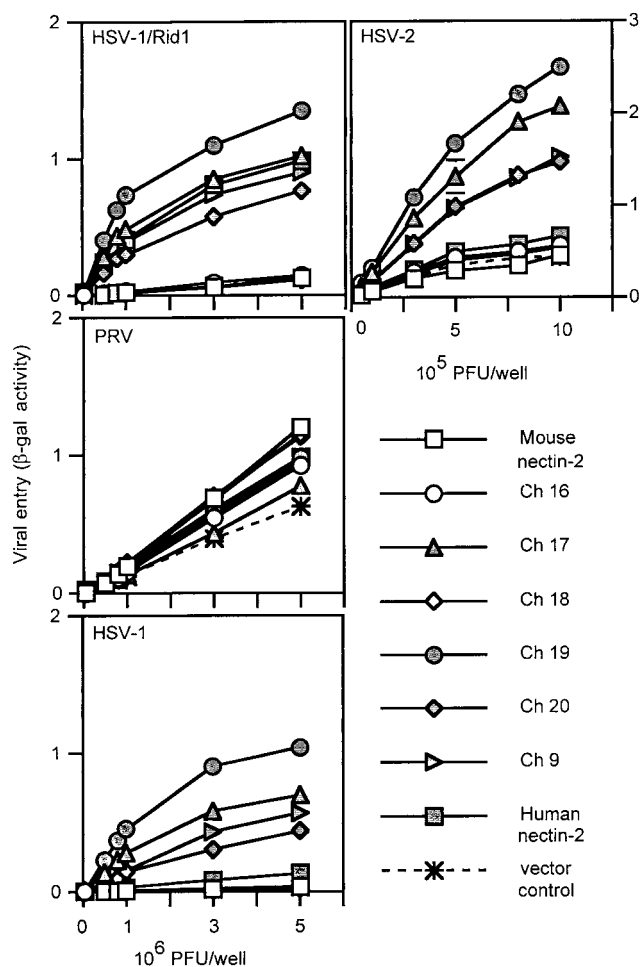 HSV-1/Rid1
2
1
0
HSV-2
3
2
1
0
0
5
10
10^5 PFU/well
PRV
2
1
0
Viral entry (β-gal activity)
HSV-1
2
1
0
0
1
3
5
10^6 PFU/well
Mouse
nectin-2
Ch 16
Ch 17
Ch 18
Ch 19
Ch 20
Ch 9
Human
nectin-2
vector
control